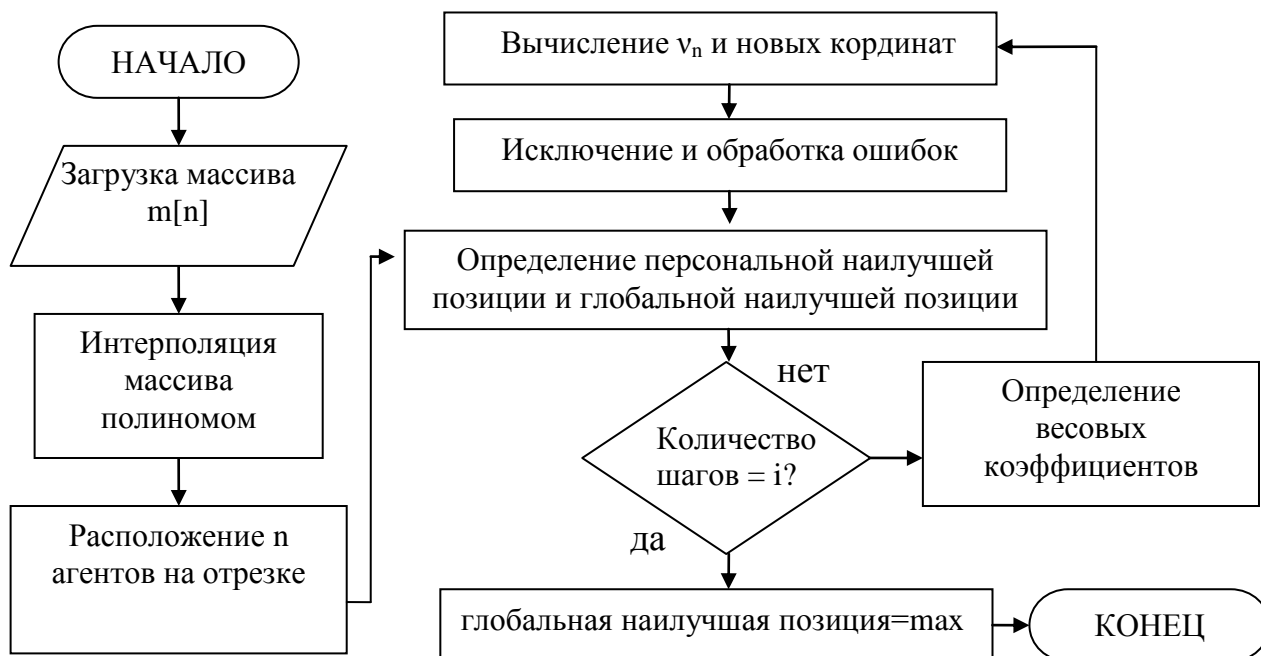 НАЧАЛО
Загрузка массива
m[n]
Интерполяция
массива
полиномом
Расположение n
агентов на отрезке
Вычисление νₙ и новых кординат
Исключение и обработка ошибок
Определение персональной наилучшей
позиции и глобальной наилучшей позиции
нет
Количество
шагов = i?
Определение
весовых
коэффициентов
да
глобальная наилучшая позиция=max
КОНЕЦ